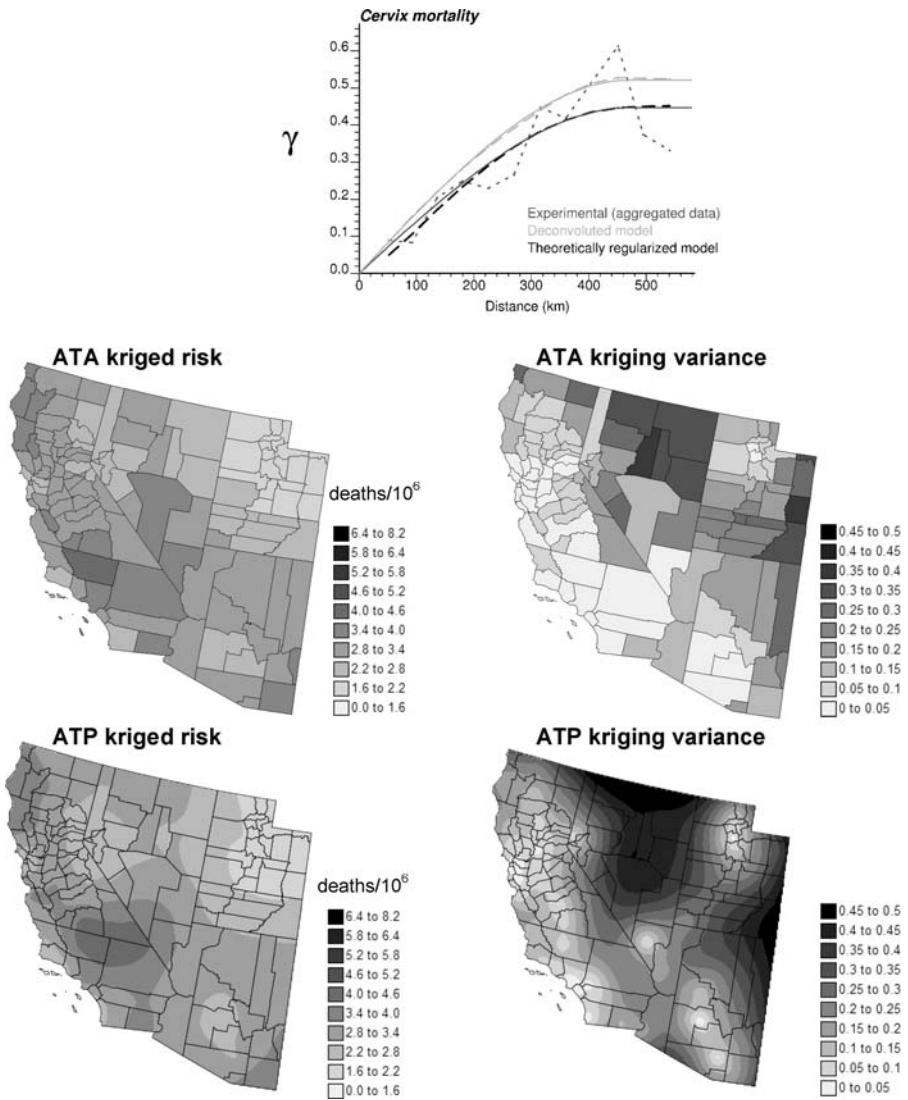 Cervix mortality
0.6
0.5
0.4
γ
0.3
0.2
0.1
0.0
Experimental (aggregated data)
Deconvoluted model
Theoretically regularized model
0 100 200 300 400 500
Distance (km)
ATA kriged risk
deaths/10⁶
6.4 to 8.2
5.8 to 6.4
5.2 to 5.8
4.6 to 5.2
4.0 to 4.6
3.4 to 4.0
2.8 to 3.4
2.2 to 2.8
1.6 to 2.2
0.0 to 1.6
ATA kriging variance
0.45 to 0.5
0.4 to 0.45
0.35 to 0.4
0.3 to 0.35
0.25 to 0.3
0.2 to 0.25
0.15 to 0.2
0.1 to 0.15
0.05 to 0.1
0 to 0.05
ATP kriged risk
deaths/10⁶
6.4 to 8.2
5.8 to 6.4
5.2 to 5.8
4.6 to 5.2
4.0 to 4.6
3.4 to 4.0
2.8 to 3.4
2.2 to 2.8
1.6 to 2.2
0.0 to 1.6
ATP kriging variance
0.45 to 0.5
0.4 to 0.45
0.35 to 0.4
0.3 to 0.35
0.25 to 0.3
0.2 to 0.25
0.15 to 0.2
0.1 to 0.15
0.05 to 0.1
0 to 0.05